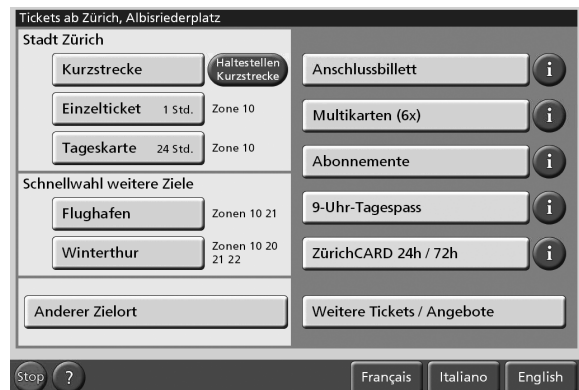 Tickets ab Zürich, Albisriederplatz
Stadt Zürich
Kurzstrecke
Haltestellen
Kurzstrecke
Einzelticket 1 Std. Zone 10
Tageskarte 24 Std. Zone 10
Schnellwahl weitere Ziele
Flughafen Zonen 10 21
Winterthur Zonen 10 20
21 22
Anderer Zielort
Anschlussbillett i
Multikarten (6x) i
Abonnemente i
9-Uhr-Tagespass i
ZürichCARD 24h / 72h i
Weitere Tickets / Angebote
Stop ? Français Italiano English